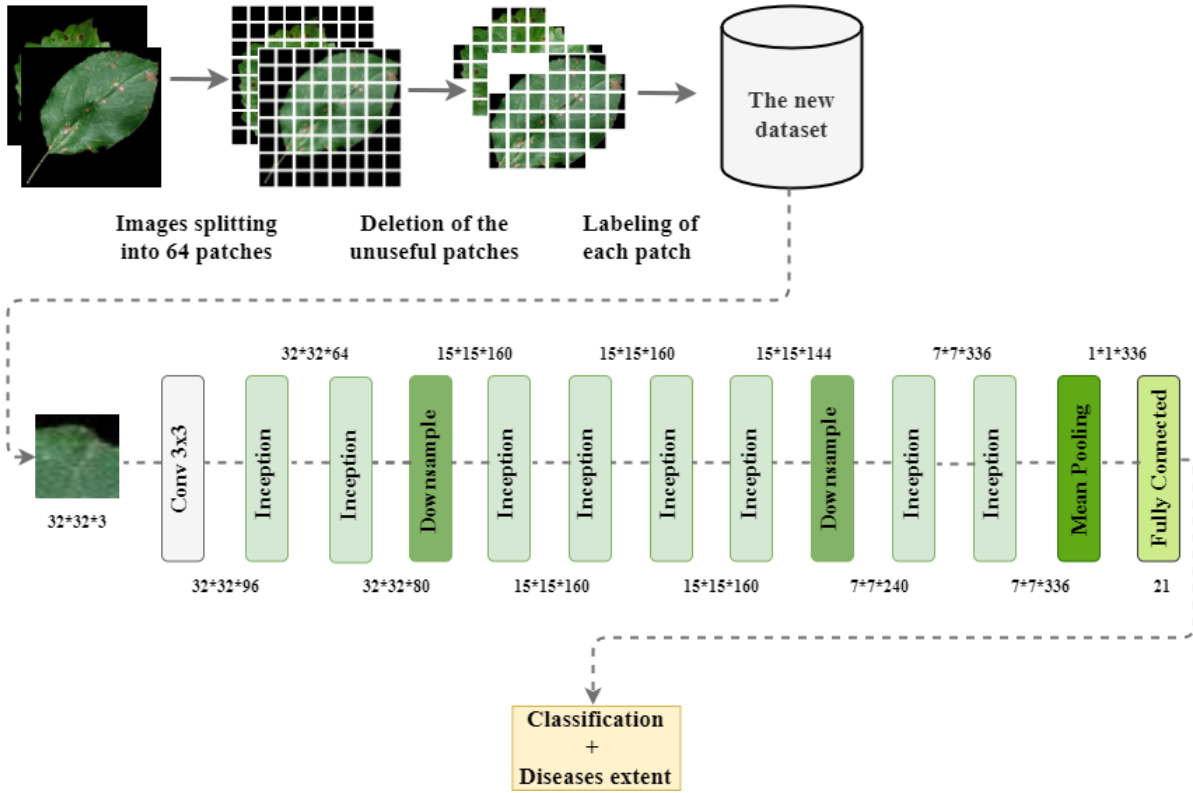 The new
dataset
Images splitting
into 64 patches
Deletion of the
unuseful patches
Labeling of
each patch
32*32*64
15*15*160
15*15*160
15*15*144
7*7*336
1*1*336
32*32*3
Conv 3x3
Inception
Inception
Downsample
Inception
Inception
Inception
Inception
Downsample
Inception
Inception
Mean Pooling
Fully Connected
32*32*96
32*32*80
15*15*160
15*15*160
7*7*240
7*7*336
21
Classification
+
Diseases extent